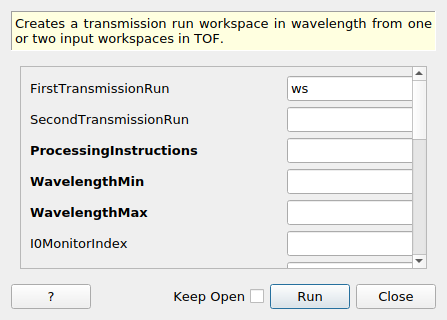 Creates a transmission run workspace in wavelength from one
or two input workspaces in TOF.
FirstTransmissionRun ws
SecondTransmissionRun
ProcessingInstructions
WavelengthMin
WavelengthMax
I0MonitorIndex
? Keep Open Run Close